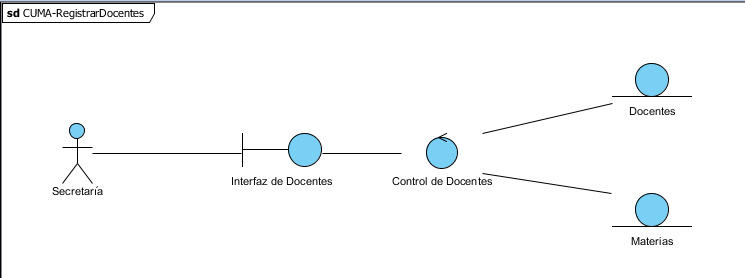 sd CUMA-RegistrarDocentes
Docentes
Secretaría
Interfaz de Docentes
Control de Docentes
Materias